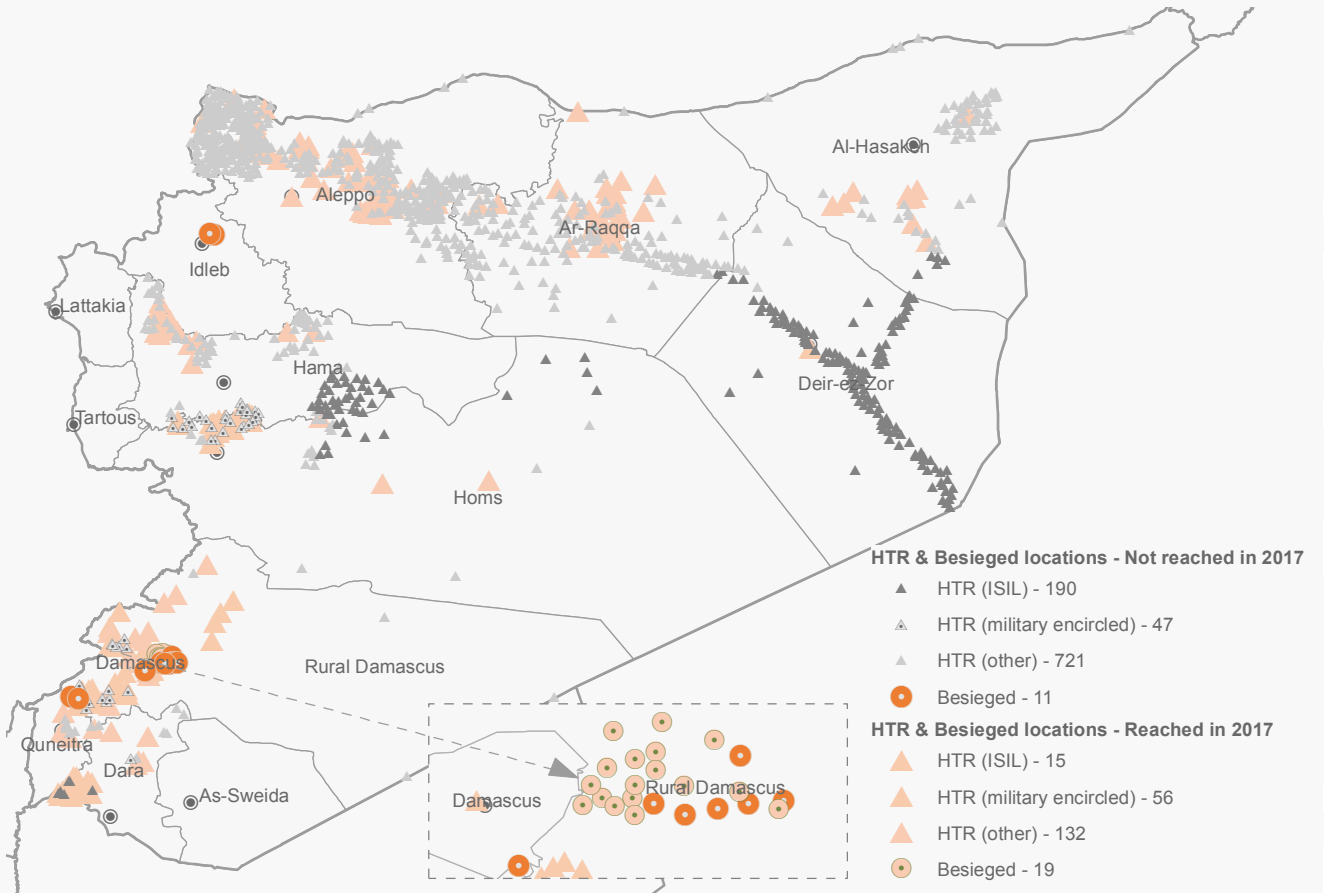 Al-Hasakeh
Aleppo
Ar-Raqqa
Idleb
Lattakia
Hama
Deir-ez-Zor
Tartous
Homs
HTR & Besieged locations - Not reached in 2017
HTR (ISIL) - 190
HTR (military encircled) - 47
HTR (other) - 721
Besieged - 11
HTR & Besieged locations - Reached in 2017
HTR (ISIL) - 15
HTR (military encircled) - 56
HTR (other) - 132
Besieged - 19
Damascus
Rural Damascus
Quneitra
Dara
As-Sweida
Damascus
Rural Damascus